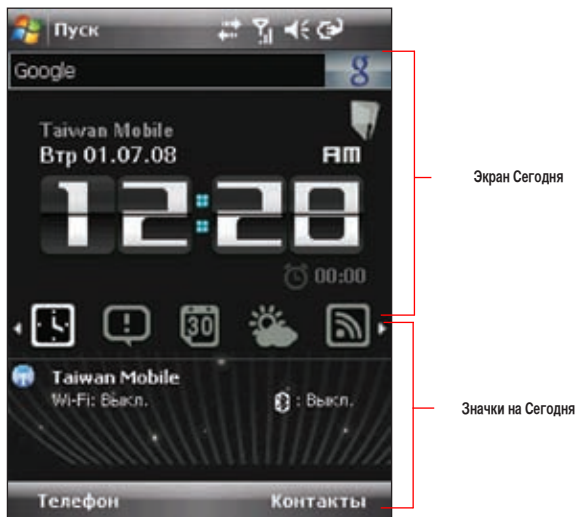 Пуск
Google
g
Taiwan Mobile
Втр 01.07.08
AM
12:20
00:00
30
Taiwan Mobile
Wi-Fi: Выкл.
: Выкл.
Телефон
Контакты
Экран Сегодня
Значки на Сегодня